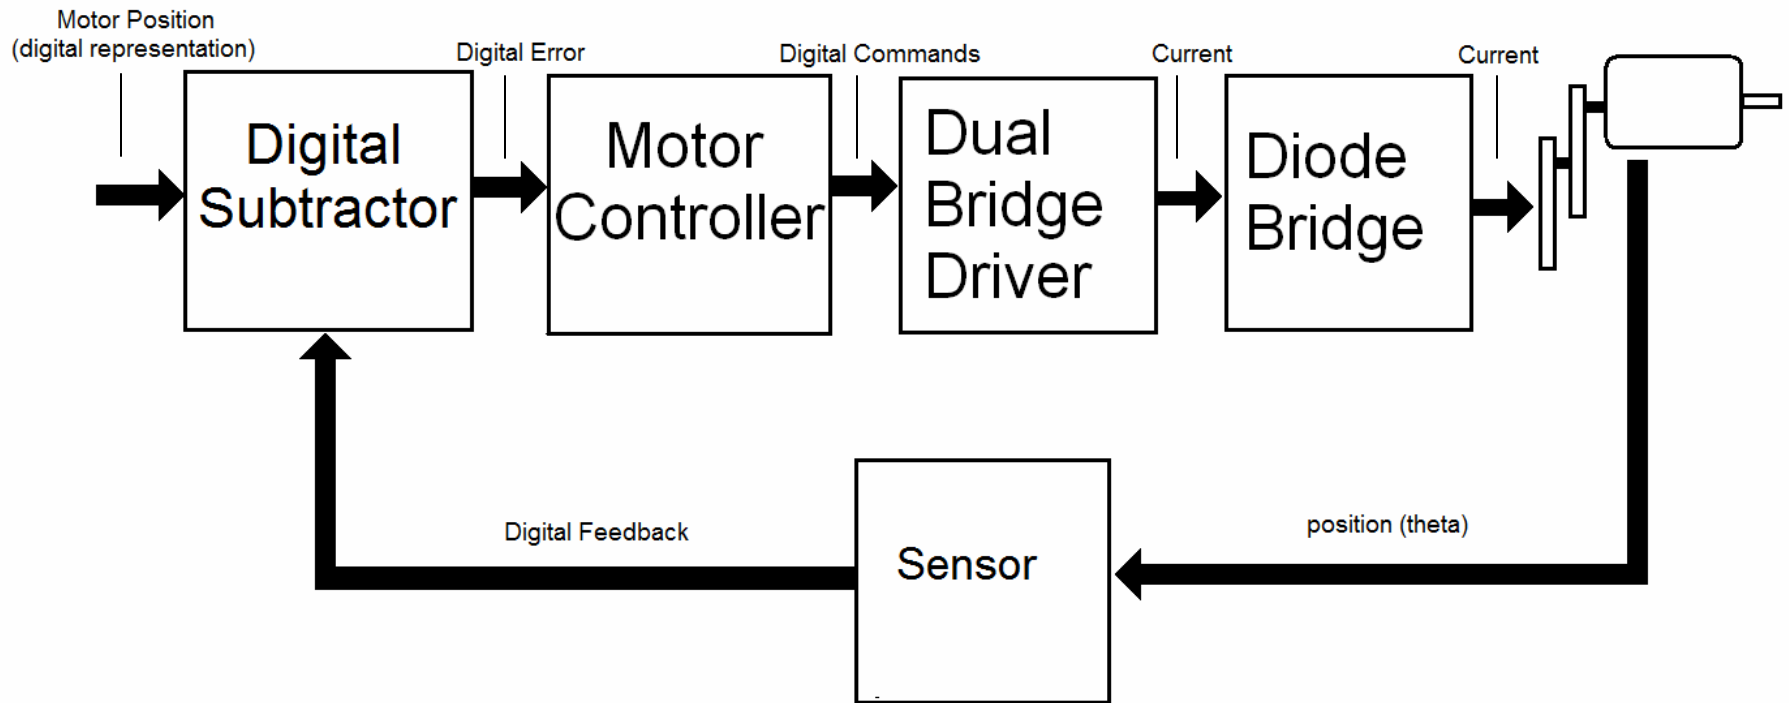 Motor Position
(digital representation)
Digital Error
Digital Commands
Current
Current
Digital
Subtractor
Motor
Controller
Dual
Bridge
Driver
Diode
Bridge
Digital Feedback
Sensor
position (theta)